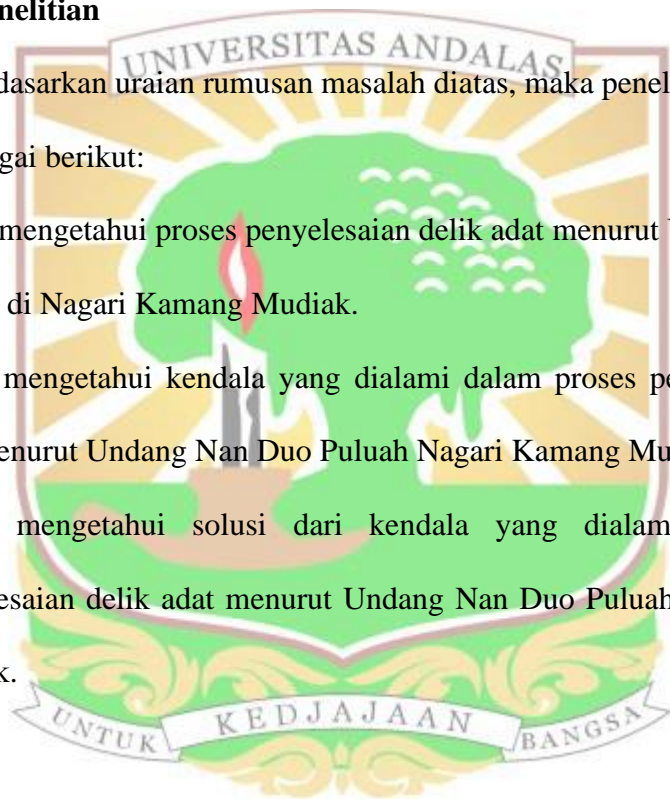 nelitian
UNIVERSITAS ANDALAS
dasarkan uraian rumusan masalah diatas, maka penel
gai berikut:
mengetahui proses penyelesaian delik adat menurut
di Nagari Kamang Mudiak.
mengetahui kendala yang dialami dalam proses pe
enurut Undang Nan Duo Puluah Nagari Kamang Mu
mengetahui solusi dari kendala yang dialam
esaian delik adat menurut Undang Nan Duo Puluah
k.
UNTUK KEDJAJAAN BANGSA